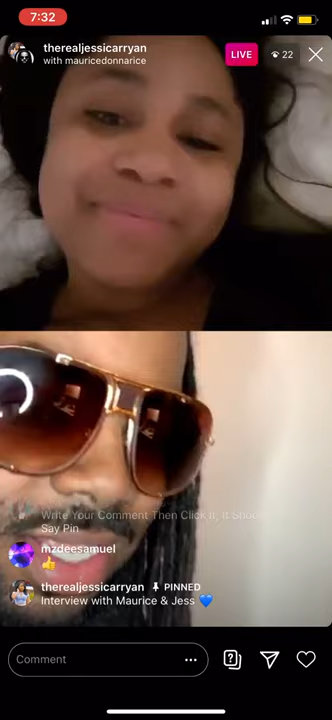 7:32
therealjessicarryan
with mauricedonnarice
LIVE
22
Write Your Comment Then Click It, It
Say Pin
mzdeesamuel
👍
therealjessicarryan PINNED
Interview with Maurice & Jess 💙
Comment